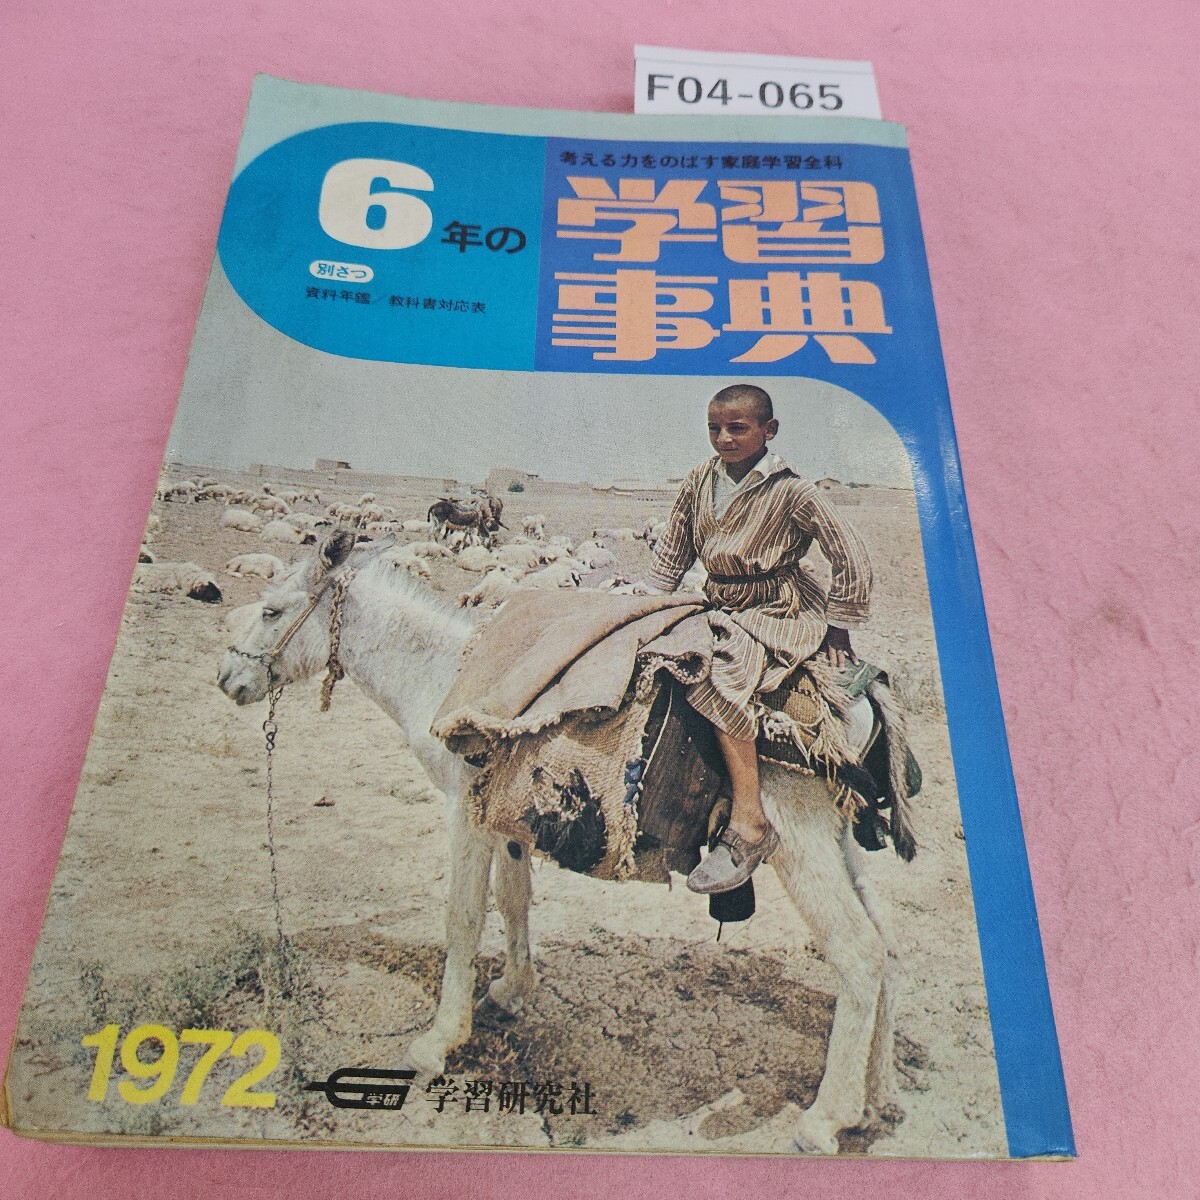 F04-065
考える力をのばす家庭学習全科
6年の
学習
事典
別さつ
資料年鑑/教科書対応表
1972
学研 学習研究社